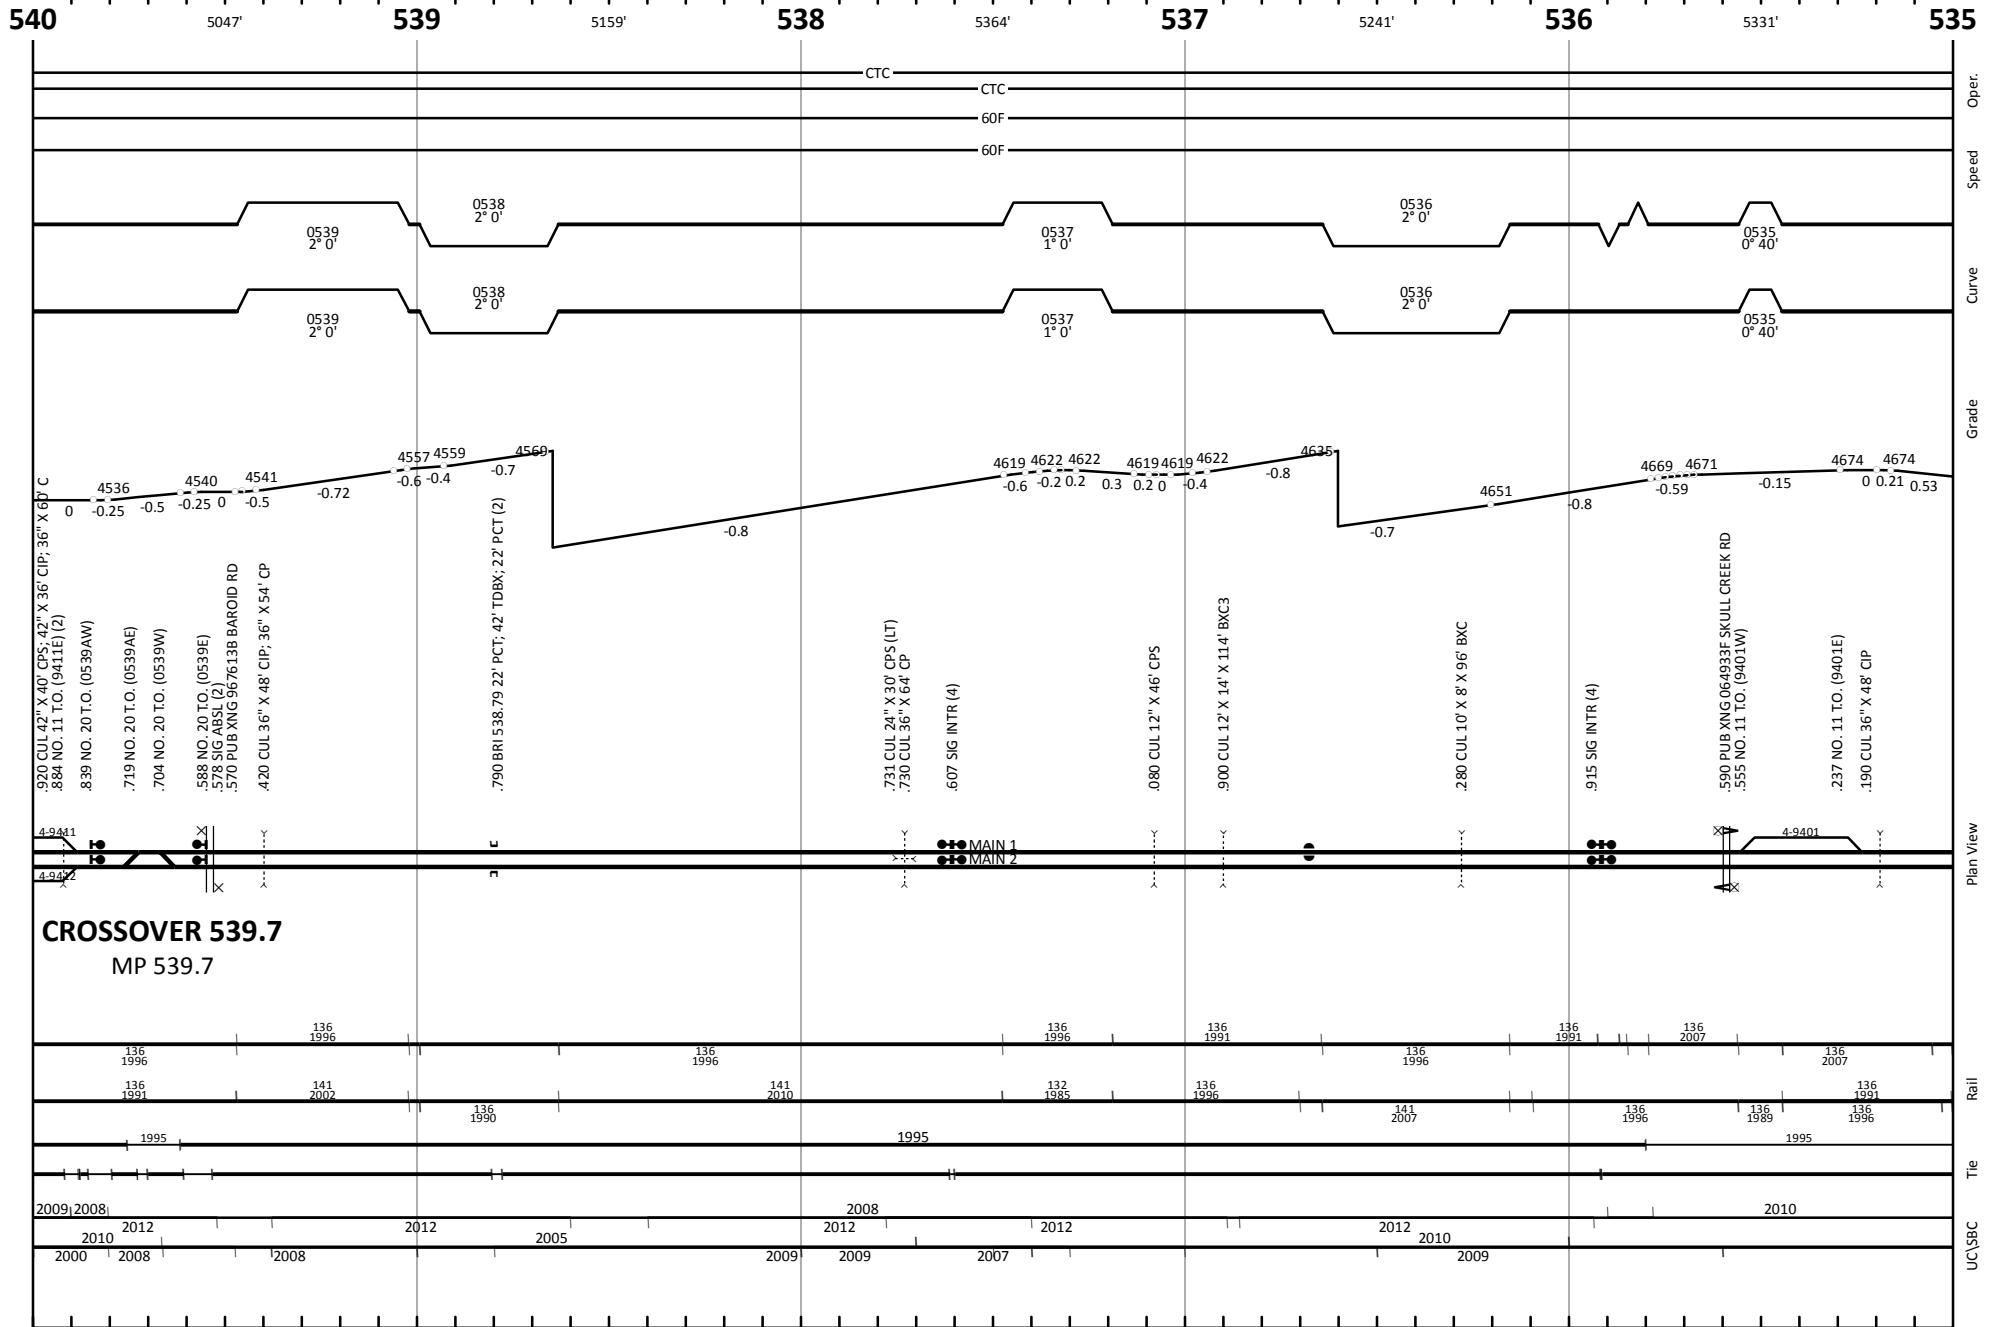 540 5047' 539 5159' 538 5364' 537 5241' 536 5331' 535
CTC
CTC
Oper.
60F
60F
Speed
0538
2° 0'
0536
2° 0'
0539
2° 0'
0537
1° 0'
0535
0° 40'
Curve
0538
2° 0'
0536
2° 0'
0539
2° 0'
0537
1° 0'
0535
0° 40'
Grade
4536 4540 4541 4557 4559 4569 4619 4622 4622 4619 4619 4622 4635 4651 4669 4671 4674 4674
0 -0.25 -0.5 -0.25 0 -0.5 -0.72 -0.6 -0.4 -0.7 -0.8 -0.6 -0.2 0.2 0.3 0.2 0 -0.4 -0.8 -0.7 -0.8 -0.59 -0.15 0 0.21 0.53
.920 CUL 42" X 40' CPS; 42" X 36' CIP; 36" X 60' C
.884 NO. 11 T.O. (9411E) (2)
.839 NO. 20 T.O. (0539AW)
.719 NO. 20 T.O. (0539AE)
.704 NO. 20 T.O. (0539W)
.588 NO. 20 T.O. (0539E)
.578 SIG ABSL (2)
.570 PUB XNG 967613B BAROID RD
.420 CUL 36" X 48' CIP; 36" X 54' CP
.790 BRI 538.79 22' PCT; 42' TDBX; 22' PCT (2)
.731 CUL 24" X 30' CPS (LT)
.730 CUL 36" X 64' CP
.607 SIG INTR (4)
.080 CUL 12" X 46' CPS
.900 CUL 12' X 14' X 114' BXC3
.280 CUL 10' X 8' X 96' BXC
.915 SIG INTR (4)
.590 PUB XNG 064933F SKULL CREEK RD
.555 NO. 11 T.O. (9401W)
.237 NO. 11 T.O. (9401E)
.190 CUL 36" X 48' CIP
4-9411 4-9401
MAIN 1
MAIN 2
4-9412
Plan View
CROSSOVER 539.7
MP 539.7
136
1996
136
1996
136
1991
136
1991
136
2007
136
1996
136
1996
136
1996
136
2007
Rail
136
1991
141
2002
141
2010
132
1985
136
1996
136
1991
136
1990
141
2007
136
1996
136
1989
136
1996
1995 1995 1995
Tie
2009 2008 2008 2010
2012 2012 2012 2012 2012
2010 2005 2010
2000 2008 2008 2009 2009 2007 2009
UC\SBC